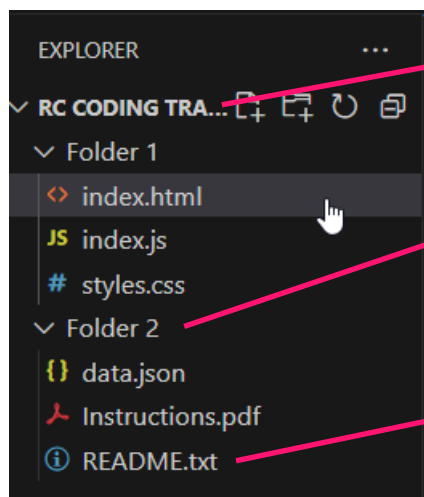 EXPLORER ...
RC CODING TRA...
Folder 1
<> index.html
JS index.js
# styles.css
Folder 2
{} data.json
Instructions.pdf
README.txt